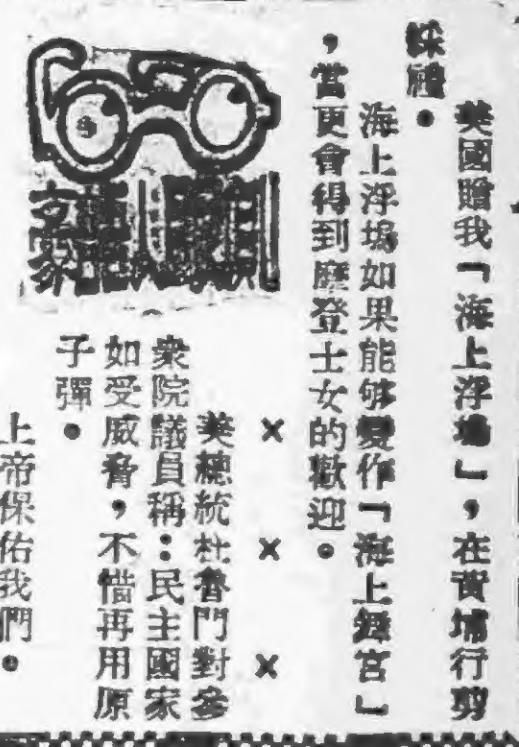 美國贈我「海上浮塢」，在黃埔行剪
綵禮。
海上浮塢如果能够變作「海上舞宮」
，當更會得到摩登士女的歡迎。
×　×　×
美總統杜魯門對參
衆院議員稱：民主國家
如受威脅，不惜再用原
子彈。
上帝保佑我們。